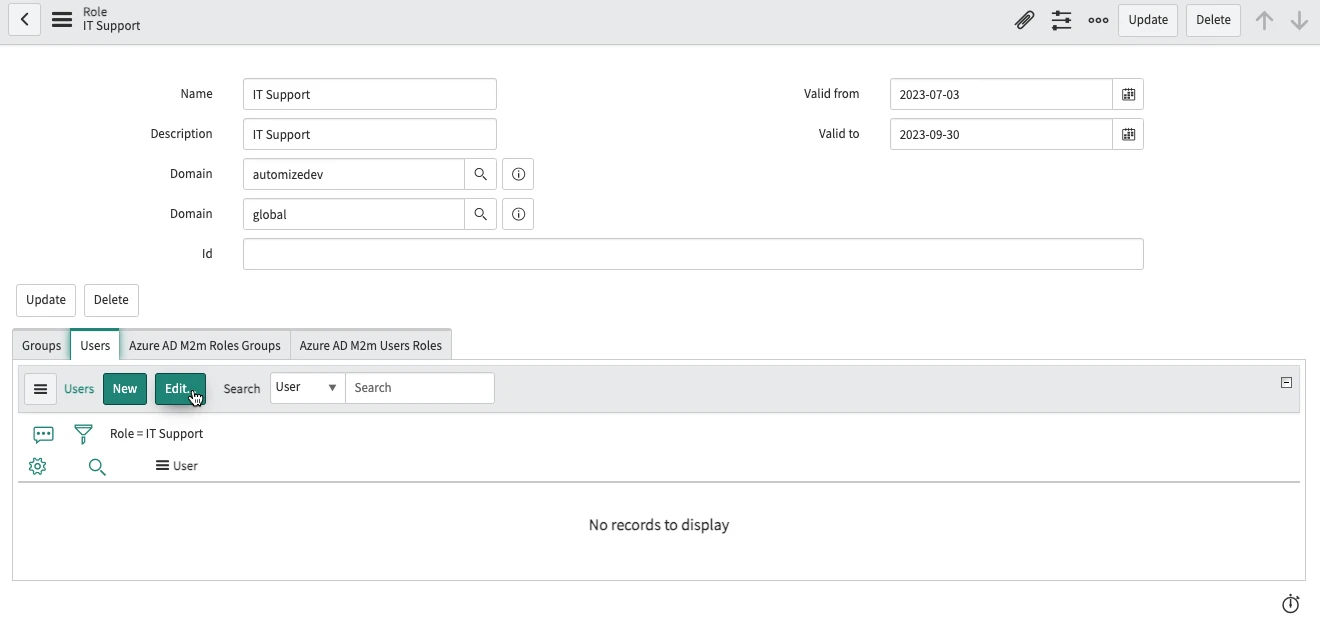 Role
IT Support
Update Delete
Name IT Support Valid from 2023-07-03
Description IT Support Valid to 2023-09-30
Domain automizedev
Domain global
Id
Update Delete
Groups Users Azure AD M2m Roles Groups Azure AD M2m Users Roles
Users New Edit... Search User Search
Role = IT Support
User
No records to display